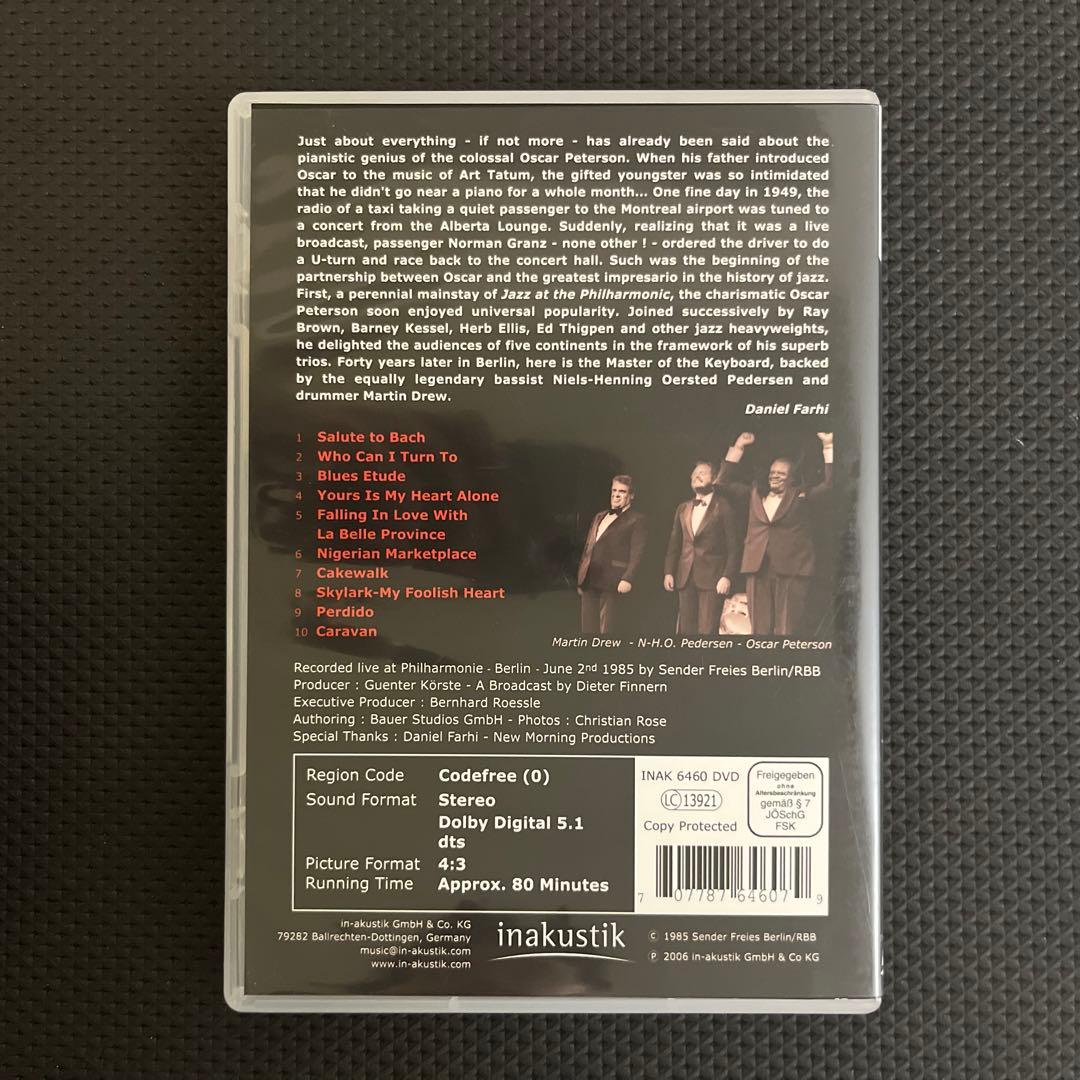 Just about everything - if not more - has already been said about the
pianistic genius of the colossal Oscar Peterson. When his father introduced
Oscar to the music of Art Tatum, the gifted youngster was so intimidated
that he didn't go near a piano for a whole month... One fine day in 1949, the
radio of a taxi taking a quiet passenger to the Montreal airport was tuned to
a concert from the Alberta Lounge. Suddenly, realizing that it was a live
broadcast, passenger Norman Granz - none other ! - ordered the driver to do
a U-turn and race back to the concert hall. Such was the beginning of the
partnership between Oscar and the greatest impresario in the history of jazz.
First, a perennial mainstay of Jazz at the Philharmonic, the charismatic Oscar
Peterson soon enjoyed universal popularity. Joined successively by Ray
Brown, Barney Kessel, Herb Ellis, Ed Thigpen and other jazz heavyweights,
he delighted the audiences of five continents in the framework of his superb
trios. Forty years later in Berlin, here is the Master of the Keyboard, backed
by the equally legendary bassist Niels-Henning Oersted Pedersen and
drummer Martin Drew.
Daniel Farhi
1 Salute to Bach
2 Who Can I Turn To
3 Blues Etude
4 Yours Is My Heart Alone
5 Falling In Love With
La Belle Province
6 Nigerian Marketplace
7 Cakewalk
8 Skylark-My Foolish Heart
9 Perdido
10 Caravan
Martin Drew - N-H.O. Pedersen - Oscar Peterson
Recorded live at Philharmonie - Berlin - June 2nd 1985 by Sender Freies Berlin/RBB
Producer : Guenter Körste - A Broadcast by Dieter Finnern
Executive Producer : Bernhard Roessle
Authoring : Bauer Studios GmbH - Photos : Christian Rose
Special Thanks : Daniel Farhi - New Morning Productions
Region Code Codefree (0)
Sound Format Stereo
Dolby Digital 5.1
dts
Picture Format 4:3
Running Time Approx. 80 Minutes
INAK 6460 DVD
LC 13921
Copy Protected
Freigegeben
ohne
Altersbeschränkung
gemäß § 7
JÖSchG
FSK
7 07787 64607 9
in-akustik GmbH & Co. KG
79282 Ballrechten-Dottingen, Germany
music@in-akustik.com
www.in-akustik.com
inakustik
© 1985 Sender Freies Berlin/RBB
℗ 2006 in-akustik GmbH & Co KG